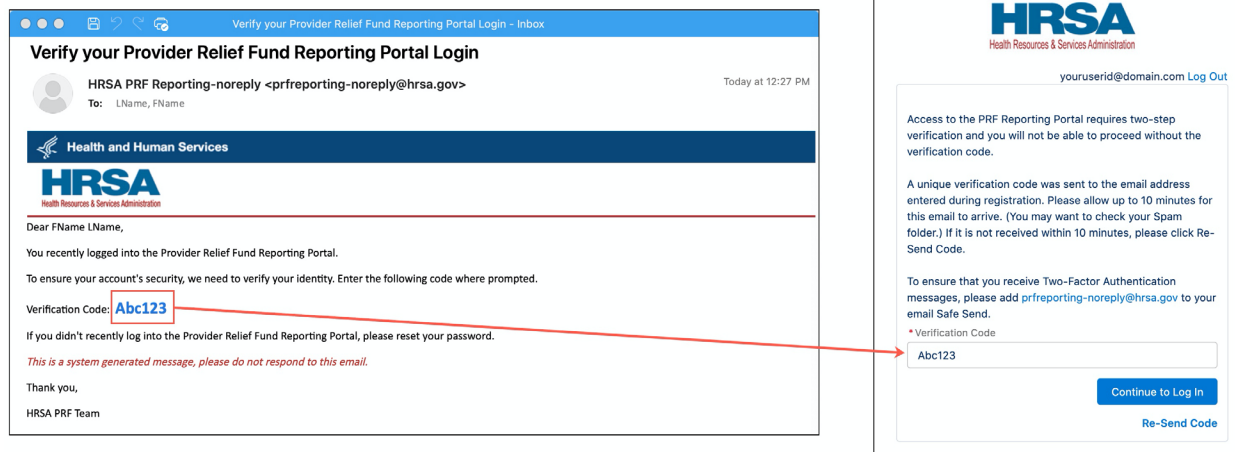 Verify your Provider Relief Fund Reporting Portal Login - Inbox
Verify your Provider Relief Fund Reporting Portal Login
HRSA PRF Reporting-noreply <prfreporting-noreply@hrsa.gov>
Today at 12:27 PM
To: LName, FName
Health and Human Services
HRSA
Health Resources & Services Administration
Dear FName LName,
You recently logged into the Provider Relief Fund Reporting Portal.
To ensure your account's security, we need to verify your identity. Enter the following code where prompted.
Verification Code: Abc123
If you didn't recently log into the Provider Relief Fund Reporting Portal, please reset your password.
This is a system generated message, please do not respond to this email.
Thank you,
HRSA PRF Team
HRSA
Health Resources & Services Administration
youruserid@domain.com Log Out
Access to the PRF Reporting Portal requires two-step
verification and you will not be able to proceed without the
verification code.
A unique verification code was sent to the email address
entered during registration. Please allow up to 10 minutes for
this email to arrive. (You may want to check your Spam
folder.) If it is not received within 10 minutes, please click Re-
Send Code.
To ensure that you receive Two-Factor Authentication
messages, please add prfreporting-noreply@hrsa.gov to your
email Safe Send.
* Verification Code
Abc123
Continue to Log In
Re-Send Code